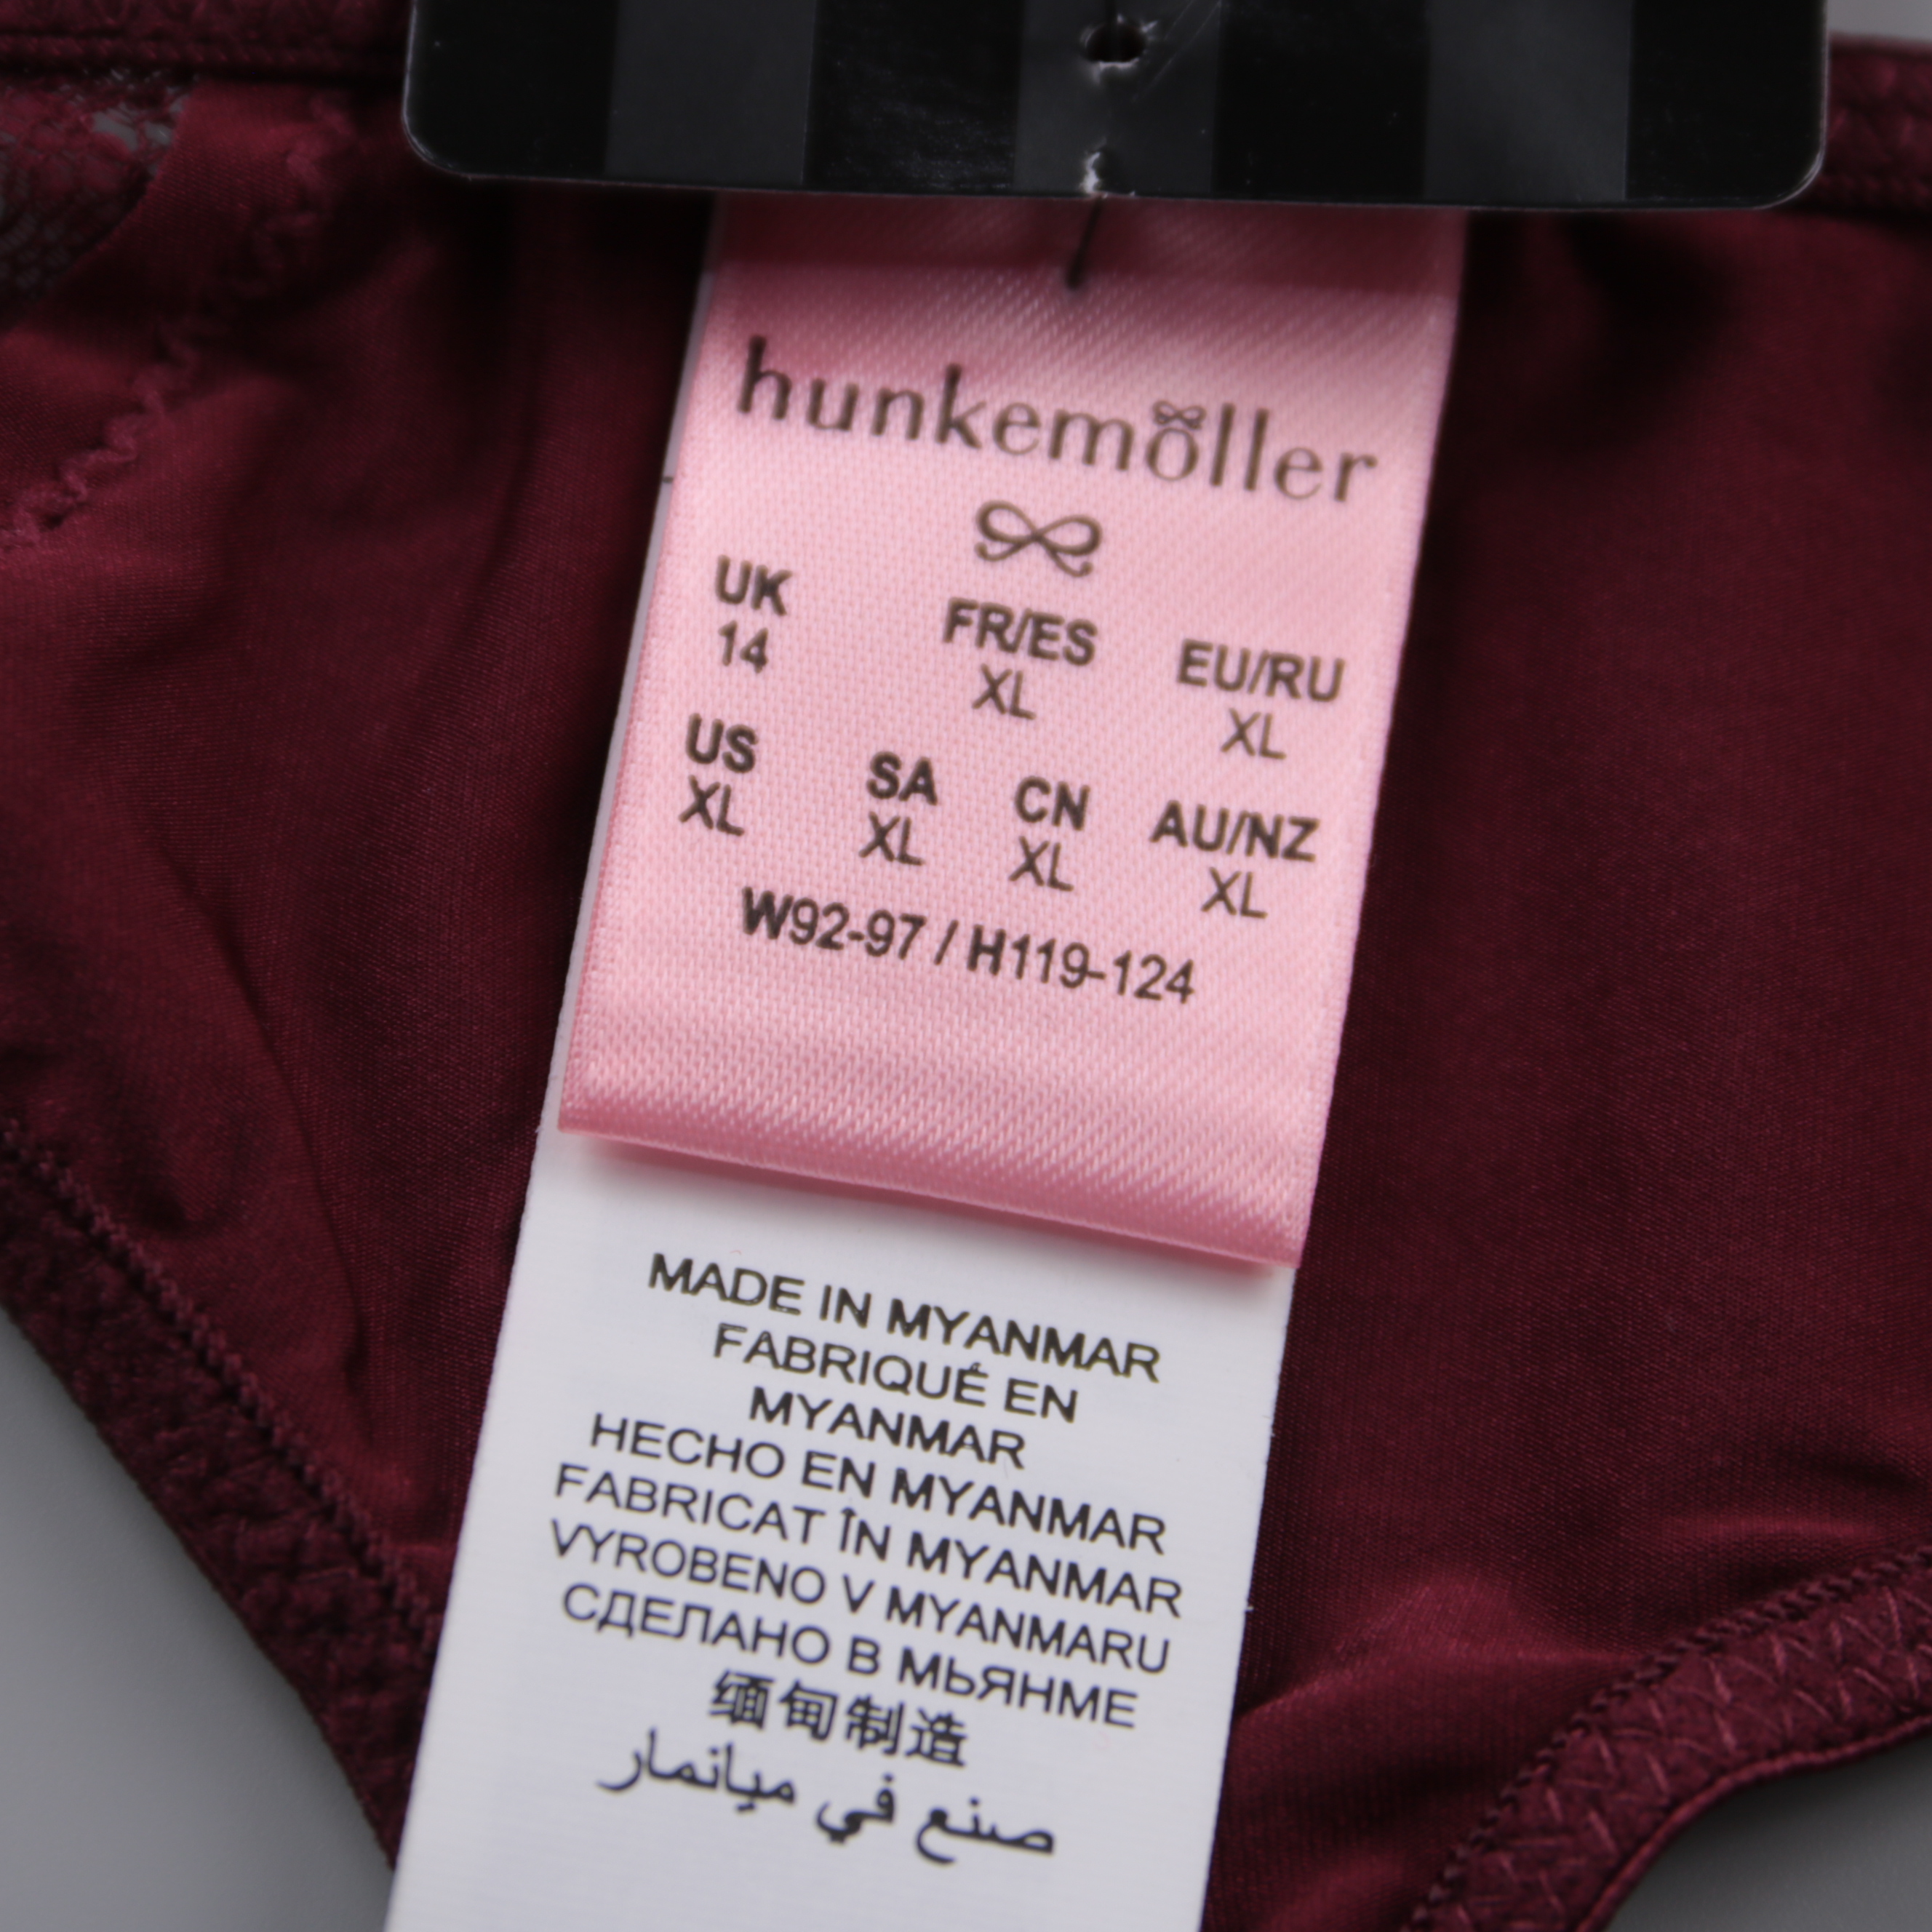 hunkemöller
UK FR/ES EU/RU
14 XL XL
US SA CN AU/NZ
XL XL XL XL
W92-97 / H119-124
MADE IN MYANMAR
FABRIQUÉ EN
MYANMAR
HECHO EN MYANMAR
FABRICAT ÎN MYANMAR
VYROBENO V MYANMARU
СДЕЛАНО В МЬЯНМЕ
缅甸制造
صنع في ميانمار